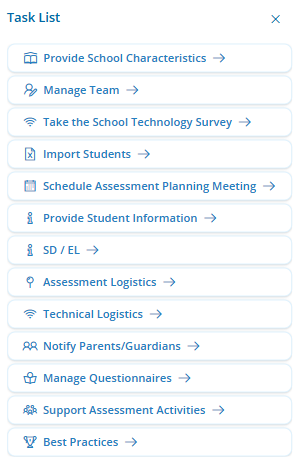 Task List
Provide School Characteristics
Manage Team
Take the School Technology Survey
Import Students
Schedule Assessment Planning Meeting
Provide Student Information
SD / EL
Assessment Logistics
Technical Logistics
Notify Parents/Guardians
Manage Questionnaires
Support Assessment Activities
Best Practices